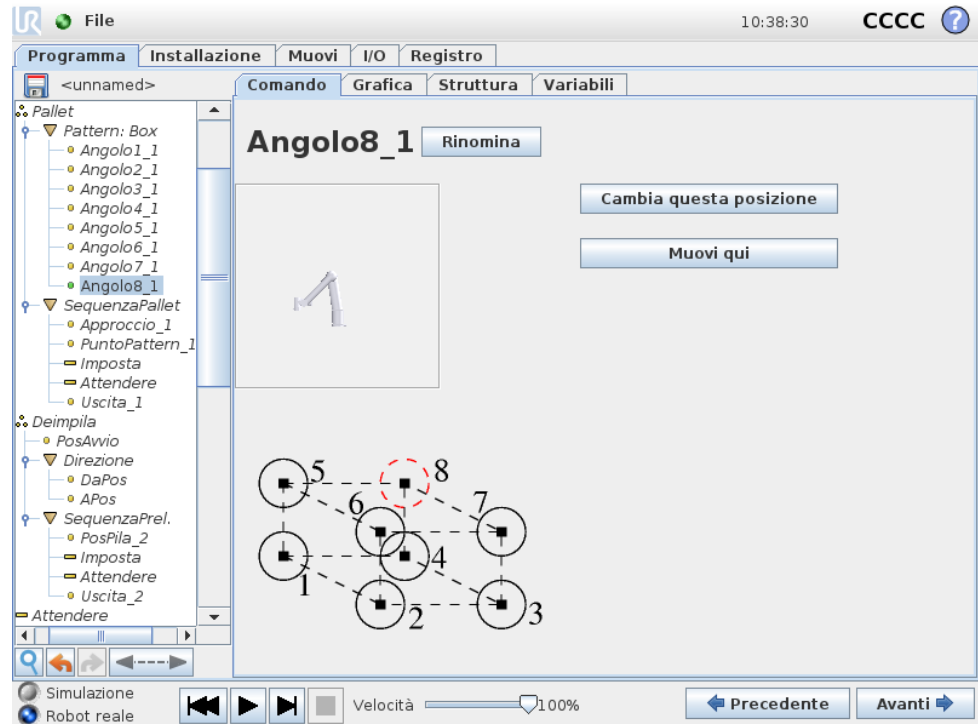 UR File 10:38:30 CCCC ?
Programma Installazione Muovi I/O Registro
<unnamed> Comando Grafica Struttura Variabili
Pallet
Pattern: Box
Angolo1_1
Angolo2_1
Angolo3_1
Angolo4_1
Angolo5_1
Angolo6_1
Angolo7_1
Angolo8_1
SequenzaPallet
Approccio_1
PuntoPattern_1
Imposta
Attendere
Uscita_1
Deimpila
PosAvvio
Direzione
DaPos
APos
SequenzaPrel.
PosPila_2
Imposta
Attendere
Uscita_2
Attendere
Angolo8_1 Rinomina
Cambia questa posizione
Muovi qui
5 8
6 7
1 4
2 3
Simulazione
Robot reale
Velocità 100%
Precedente Avanti